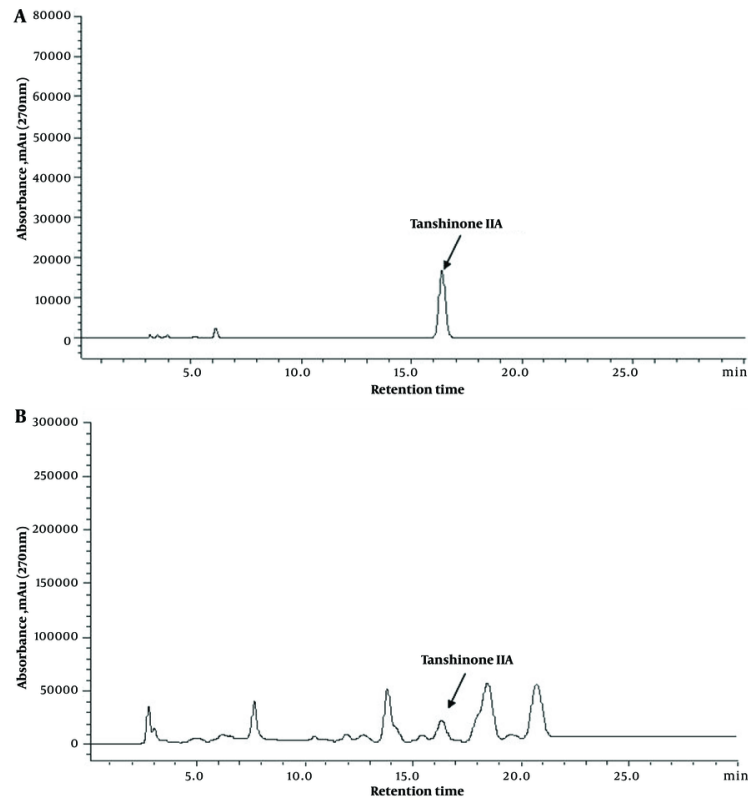 A
80000
70000
60000
50000
40000
30000
20000
10000
0
Absorbance ,mAu (270nm)
Tanshinone IIA
5.0 10.0 15.0 20.0 25.0 min
Retention time
B
300000
250000
200000
150000
100000
50000
0
Absorbance ,mAu (270nm)
Tanshinone IIA
5.0 10.0 15.0 20.0 25.0 min
Retention time